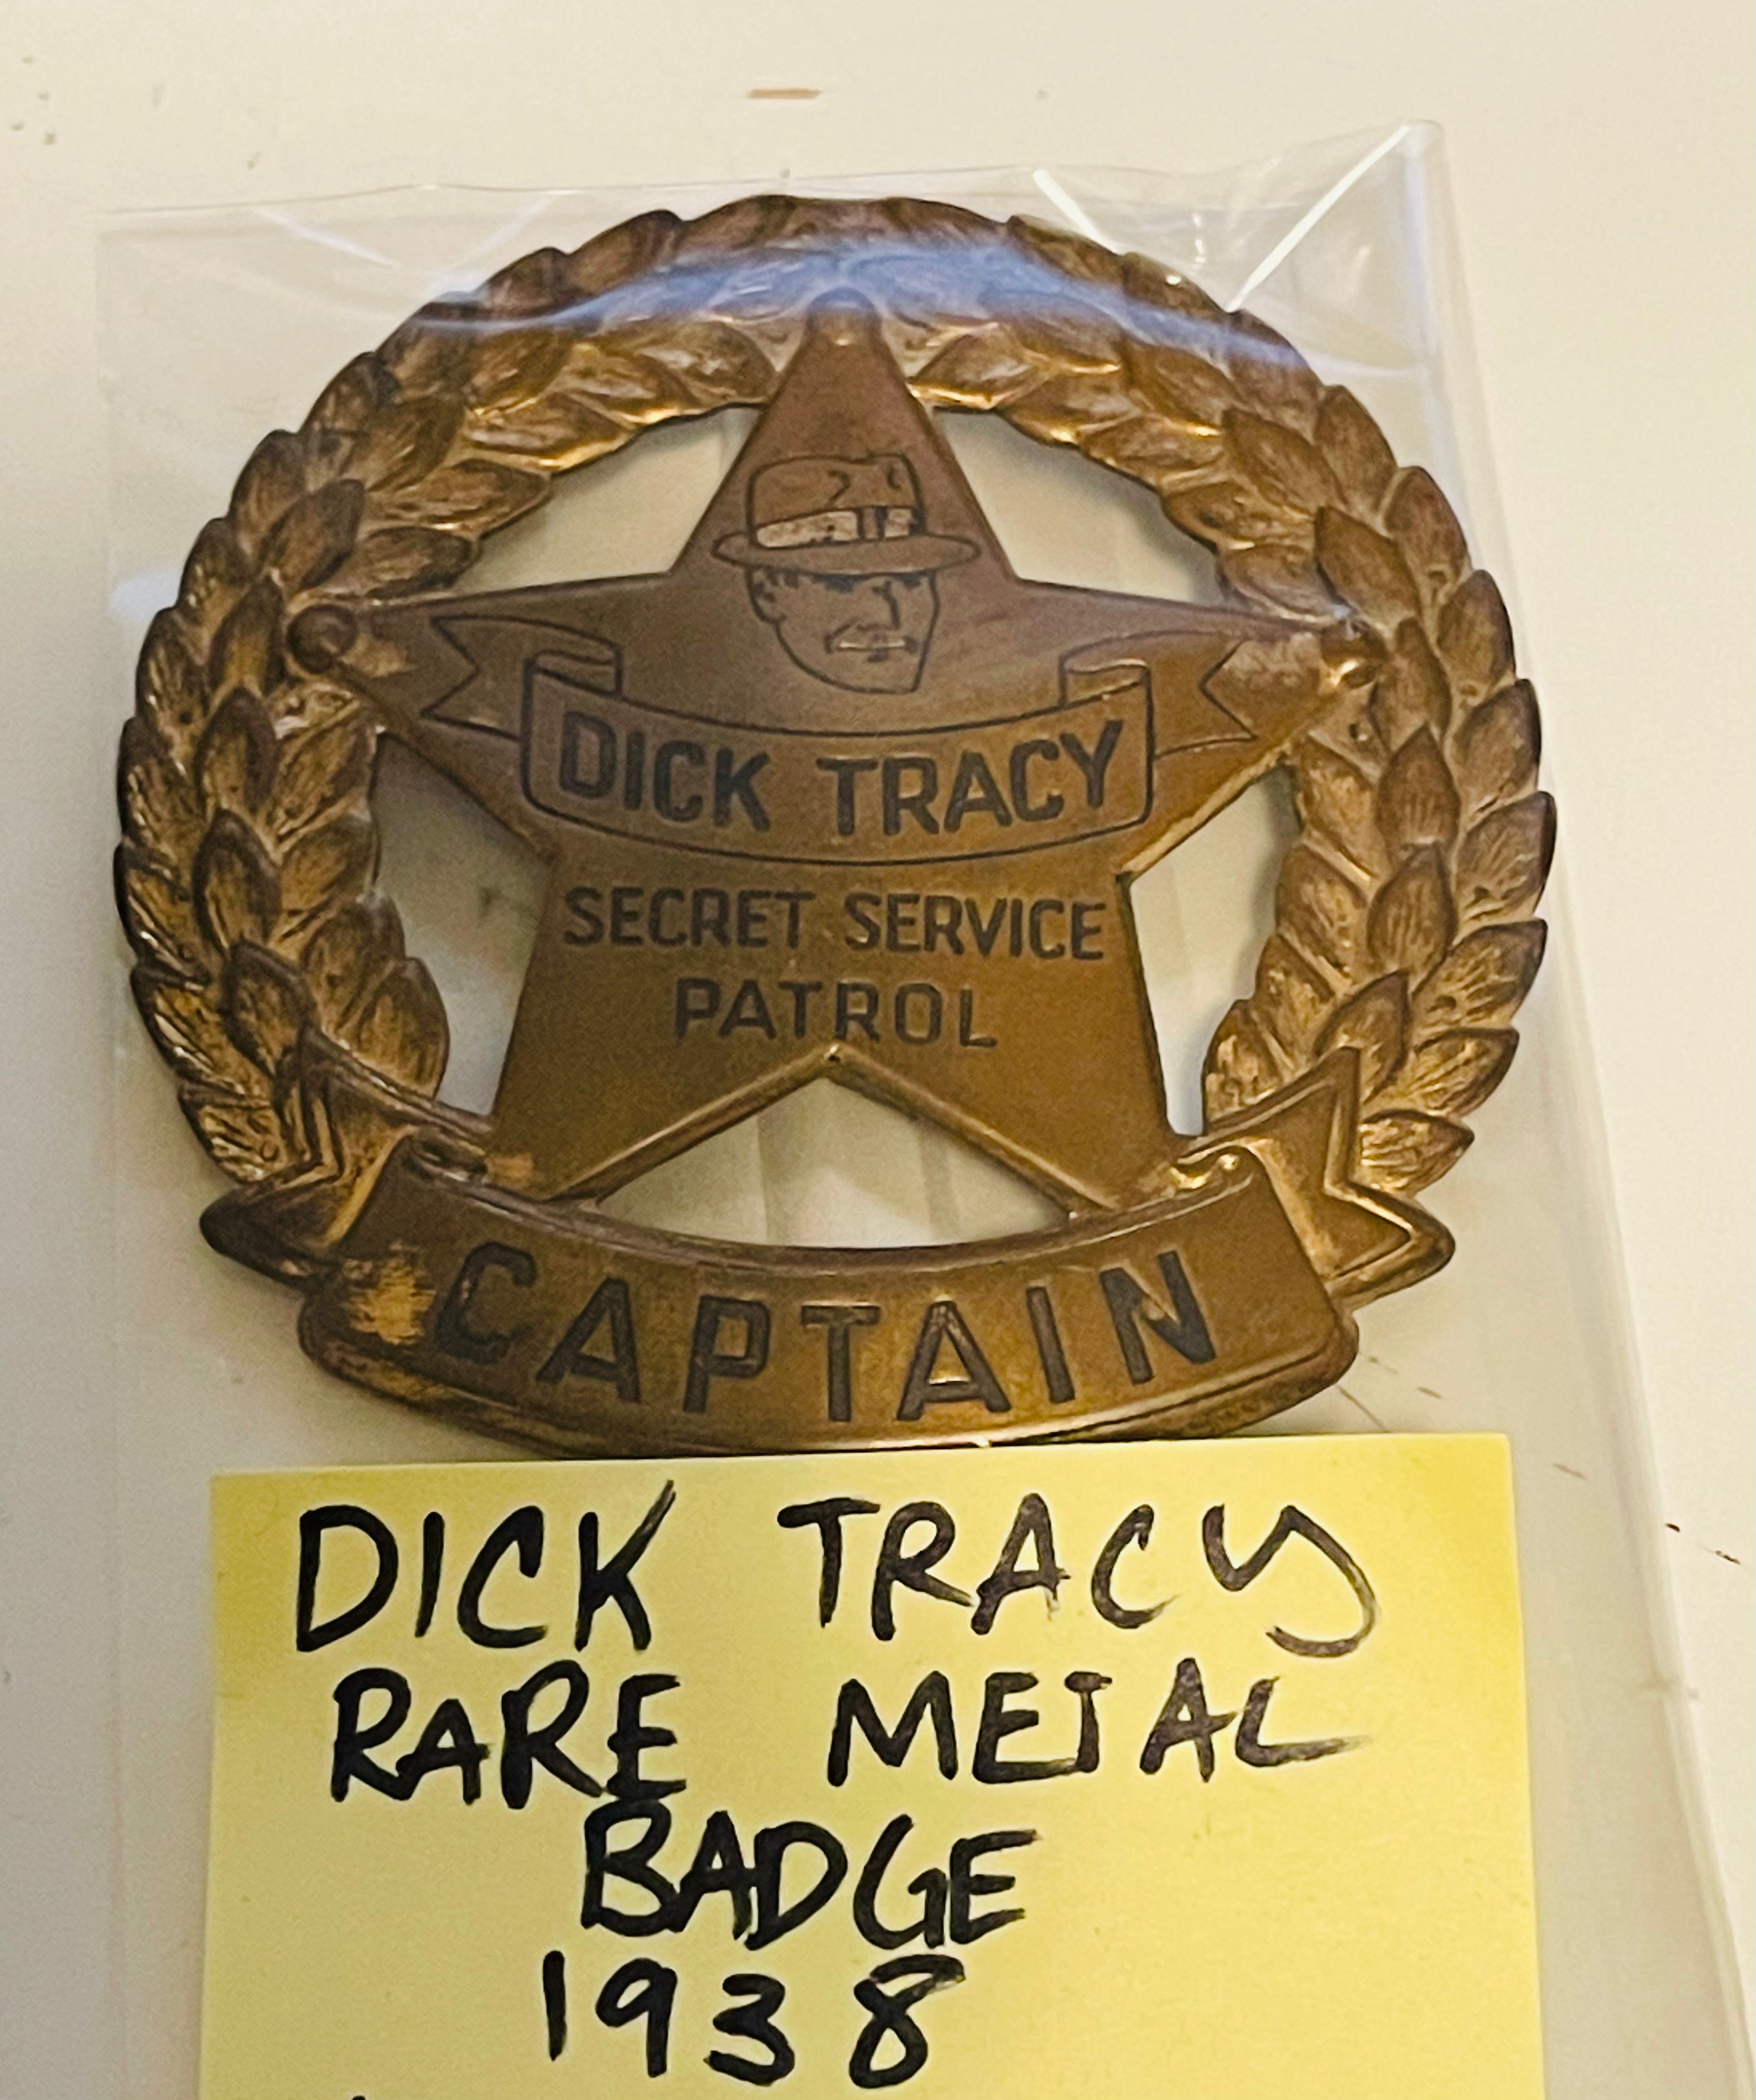 DICK TRACY
SECRET SERVICE
PATROL
CAPTAIN
DICK TRACY
RARE METAL
BADGE
1938